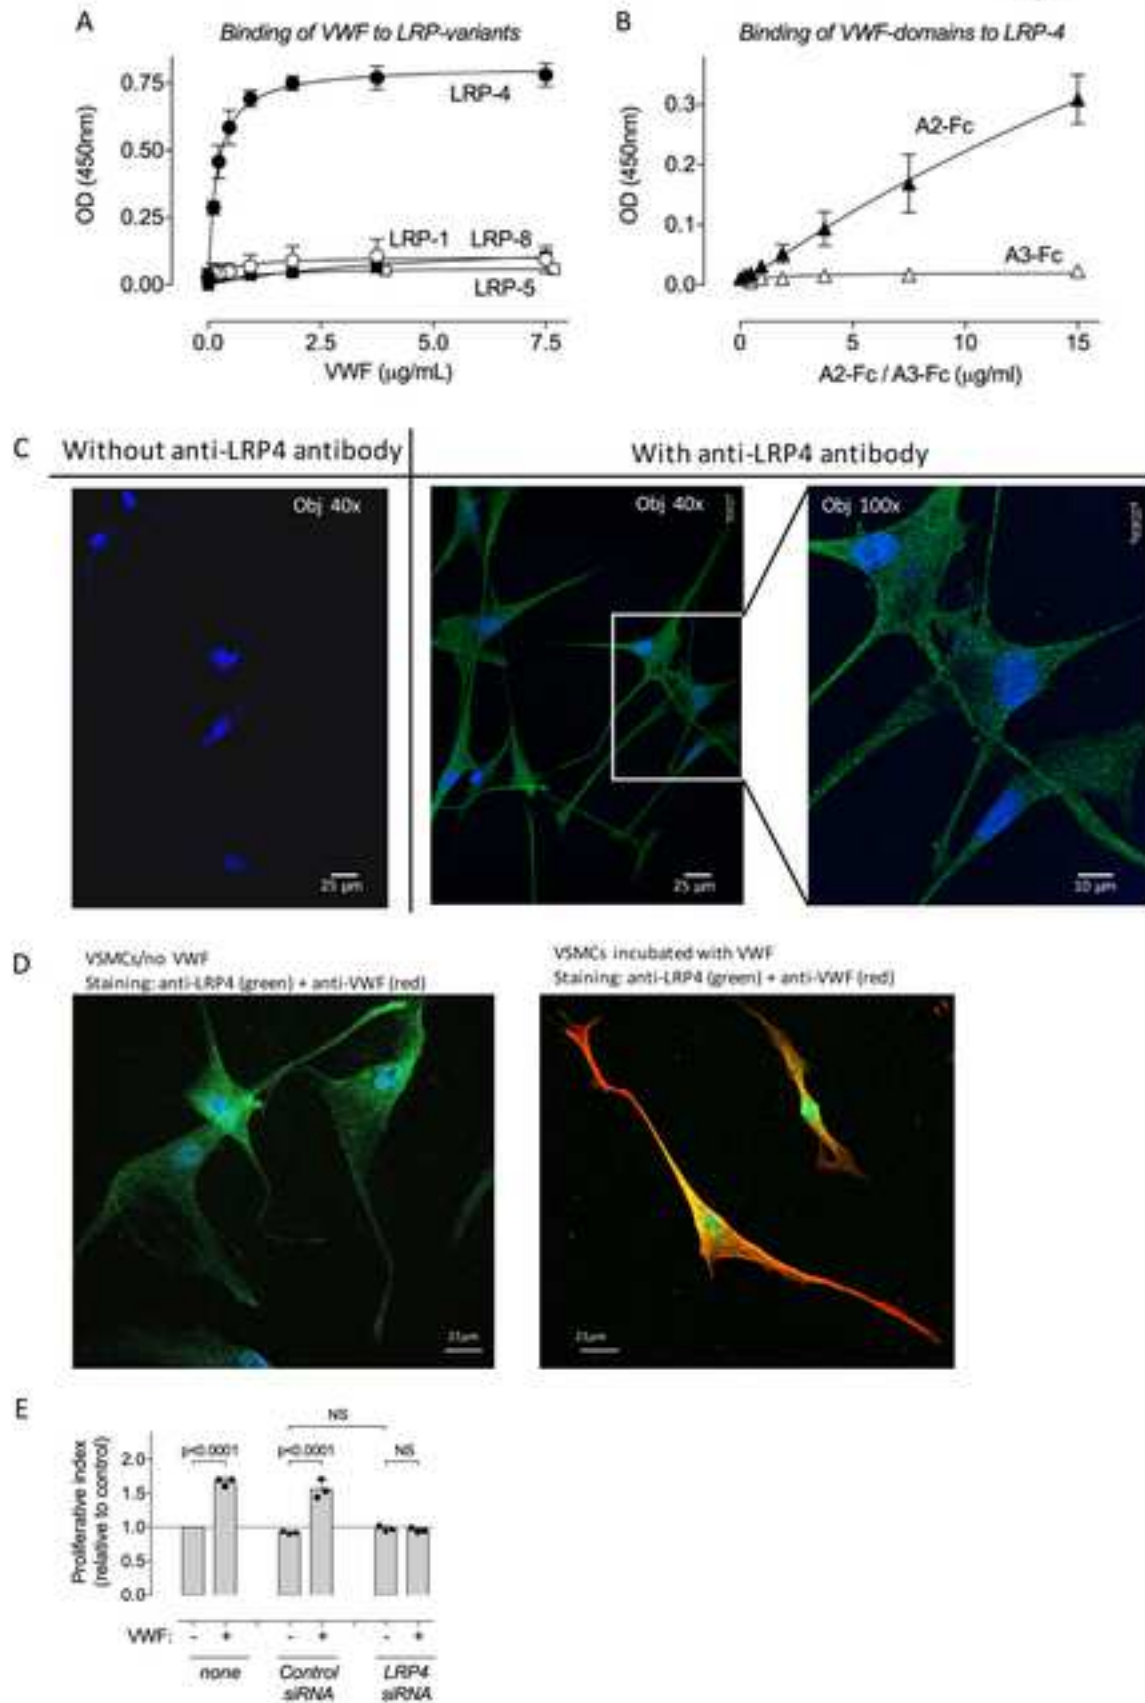 A
Binding of VWF to LRP-variants
OD (450nm)
0.75
0.50
0.25
0.00
LRP-4
LRP-1
LRP-8
LRP-5
0.0
2.5
5.0
7.5
VWF (µg/mL)
B
Binding of VWF-domains to LRP-4
OD (450nm)
0.3
0.2
0.1
0.0
A2-Fc
A3-Fc
0
5
10
15
A2-Fc / A3-Fc (µg/ml)
C
Without anti-LRP4 antibody
With anti-LRP4 antibody
Obj 40x
Obj 40x
Obj 100x
25 µm
25 µm
10 µm
D
VSMCs/no VWF
Staining: anti-LRP4 (green) + anti-VWF (red)
VSMCs incubated with VWF
Staining: anti-LRP4 (green) + anti-VWF (red)
E
Proliferative index
(relative to control)
2.0
1.5
1.0
0.5
0.0
p<0.0001
p<0.0001
NS
NS
VWF: - + - + - +
none
Control
siRNA
LRP4
siRNA